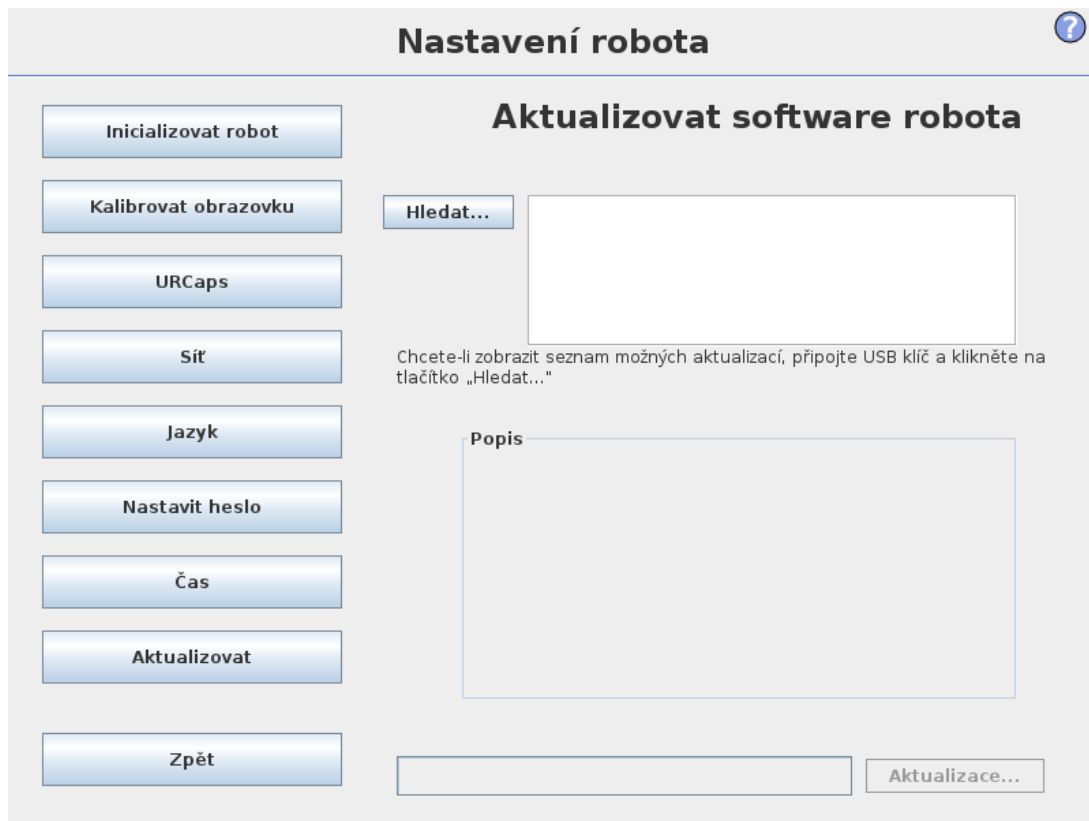 Nastavení robota
?
Aktualizovat software robota
Inicializovat robot
Kalibrovat obrazovku
URCaps
Síť
Jazyk
Nastavit heslo
Čas
Aktualizovat
Zpět
Hledat...
Chcete-li zobrazit seznam možných aktualizací, připojte USB klíč a klikněte na
tlačítko „Hledat..."
Popis
Aktualizace...